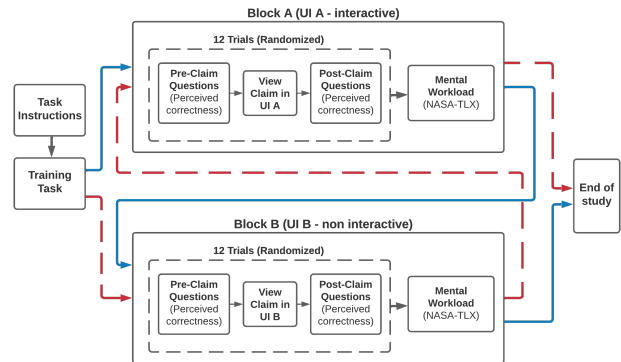 Block A (UI A - interactive)
12 Trials (Randomized)
Pre-Claim
Questions
(Perceived
correctness)
View
Claim in
UI A
Post-Claim
Questions
(Perceived
correctness)
Mental
Workload
(NASA-TLX)
Task
Instructions
Training
Task
End of
study
Block B (UI B - non interactive)
12 Trials (Randomized)
Pre-Claim
Questions
(Perceived
correctness)
View
Claim in
UI B
Post-Claim
Questions
(Perceived
correctness)
Mental
Workload
(NASA-TLX)